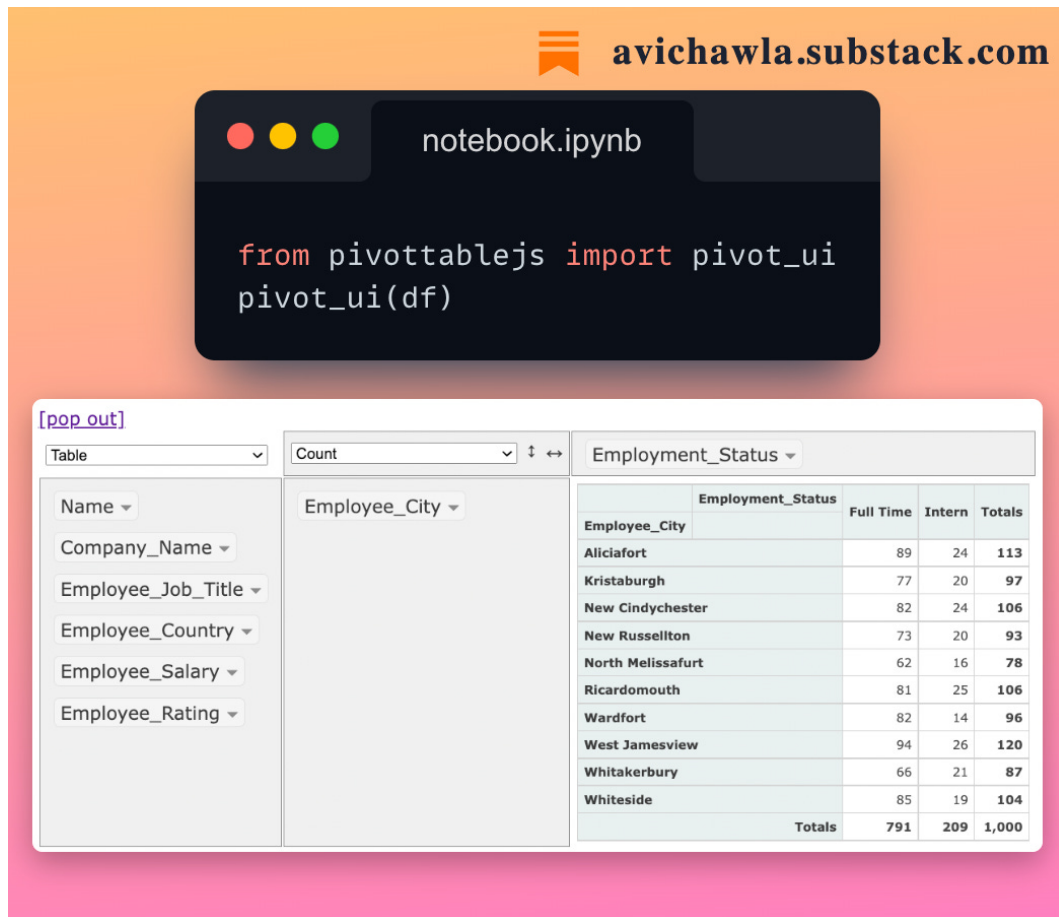 avichawla.substack.com
notebook.ipynb
from pivottablejs import pivot_ui
pivot_ui(df)
[pop out]
Table
Count ↕ ↔
Employment_Status
Name
Company_Name
Employee_Job_Title
Employee_Country
Employee_Salary
Employee_Rating
Employee_City
Employment_Status Full Time Intern Totals
Employee_City
Aliciafort 89 24 113
Kristaburgh 77 20 97
New Cindychester 82 24 106
New Russellton 73 20 93
North Melissafurt 62 16 78
Ricardomouth 81 25 106
Wardfort 82 14 96
West Jamesview 94 26 120
Whitakerbury 66 21 87
Whiteside 85 19 104
Totals 791 209 1,000